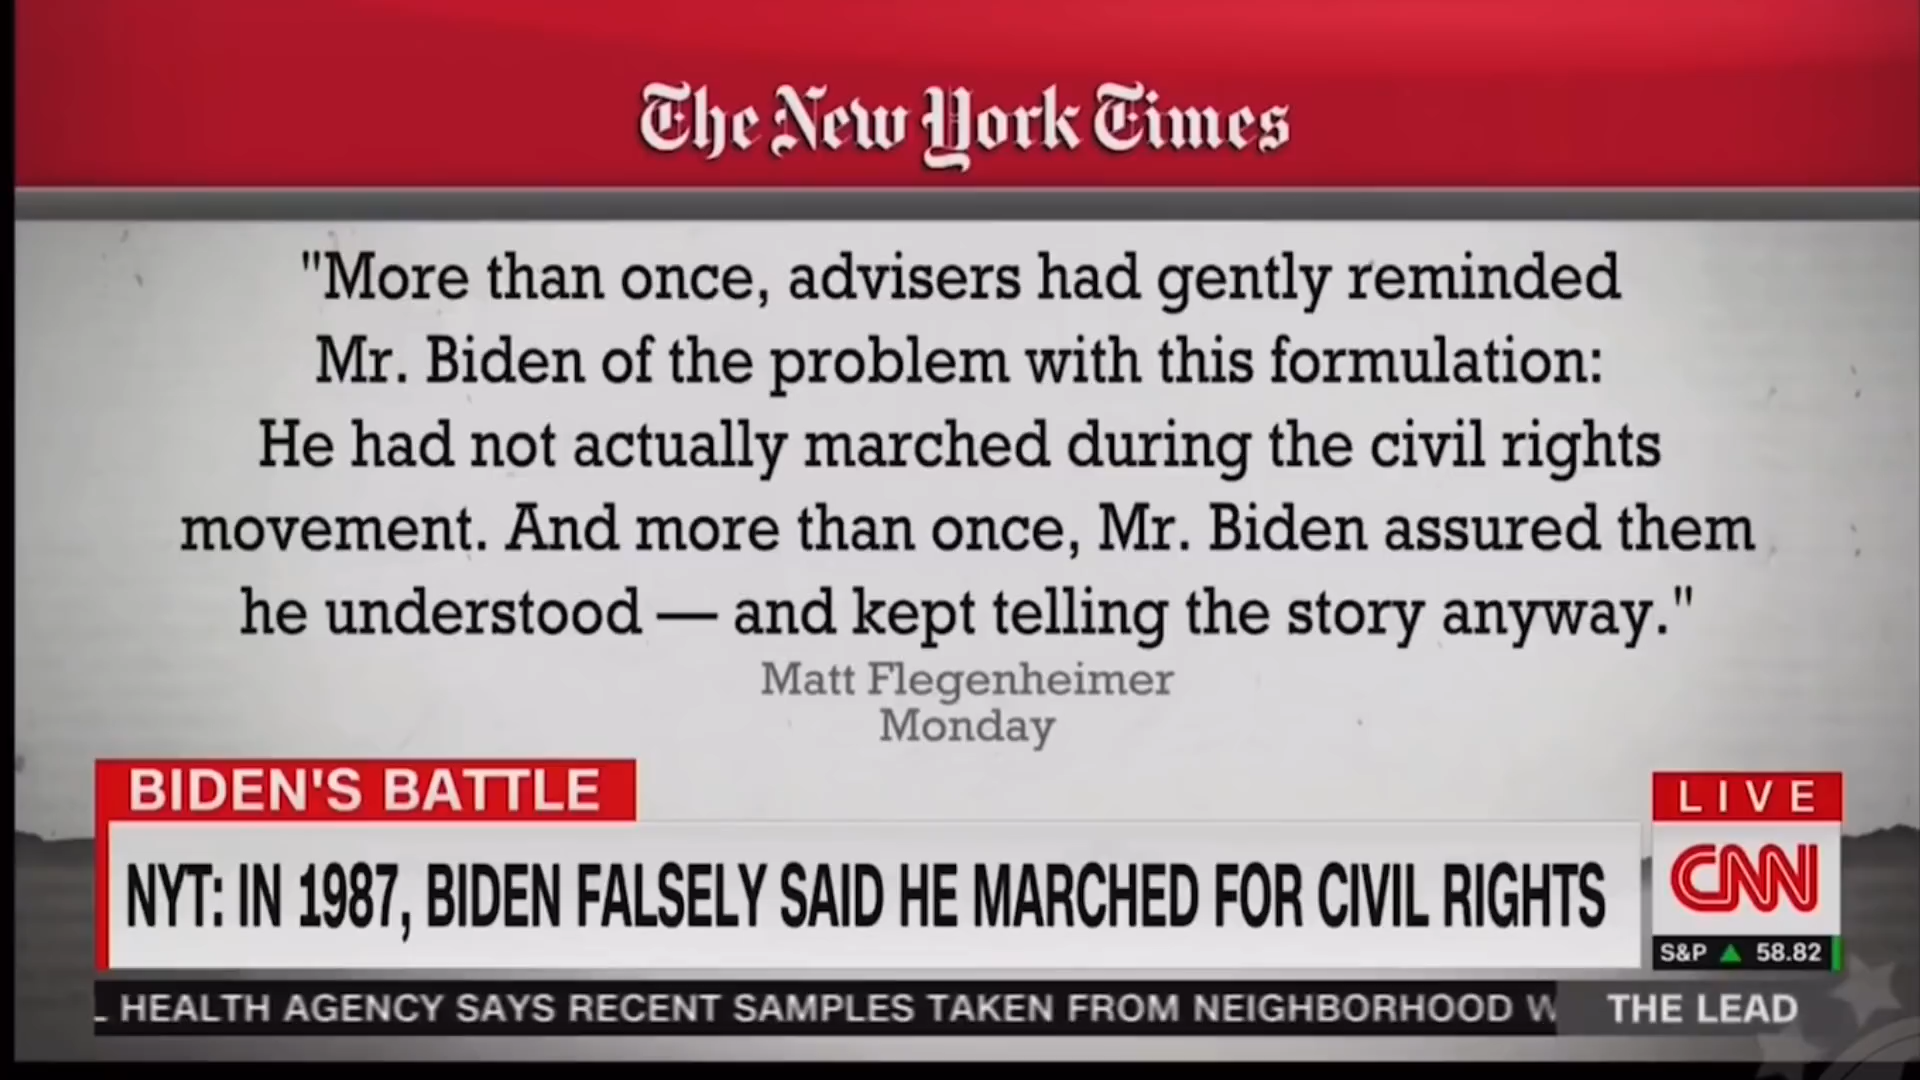 The New York Times
"More than once, advisers had gently reminded
Mr. Biden of the problem with this formulation:
He had not actually marched during the civil rights
movement. And more than once, Mr. Biden assured them
he understood — and kept telling the story anyway."
Matt Flegenheimer
Monday
BIDEN'S BATTLE
LIVE
NYT: IN 1987, BIDEN FALSELY SAID HE MARCHED FOR CIVIL RIGHTS
CNN
S&P ▲ 58.82
HEALTH AGENCY SAYS RECENT SAMPLES TAKEN FROM NEIGHBORHOOD
THE LEAD